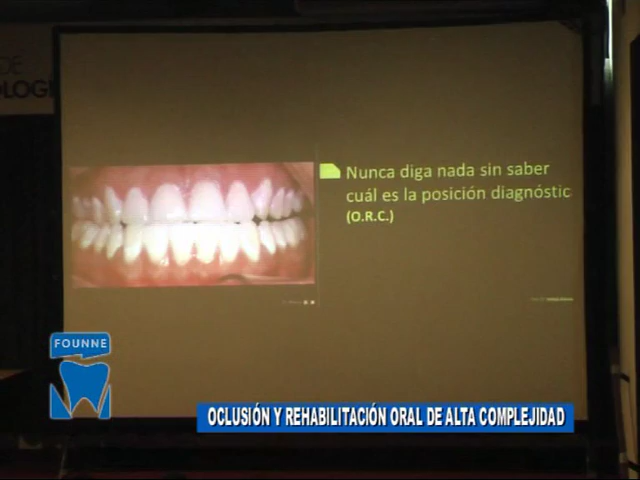 DE
OLOGI
Nunca diga nada sin saber
cuál es la posición diagnóstic
(O.R.C.)
FOUNNE
OCLUSIÓN Y REHABILITACIÓN ORAL DE ALTA COMPLEJIDAD